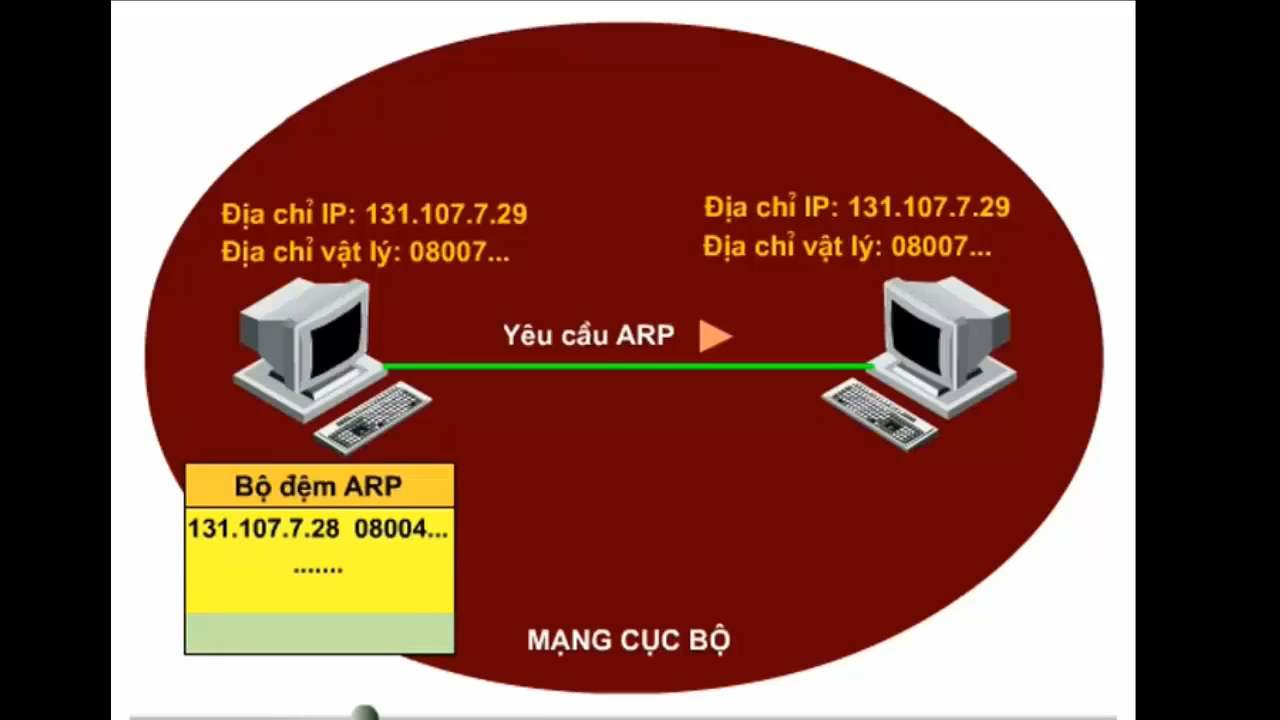 Địa chỉ IP: 131.107.7.29
Địa chỉ vật lý: 08007...
Địa chỉ IP: 131.107.7.29
Địa chỉ vật lý: 08007...
Yêu cầu ARP
Bộ đệm ARP
131.107.7.28 08004...
.......
MẠNG CỤC BỘ